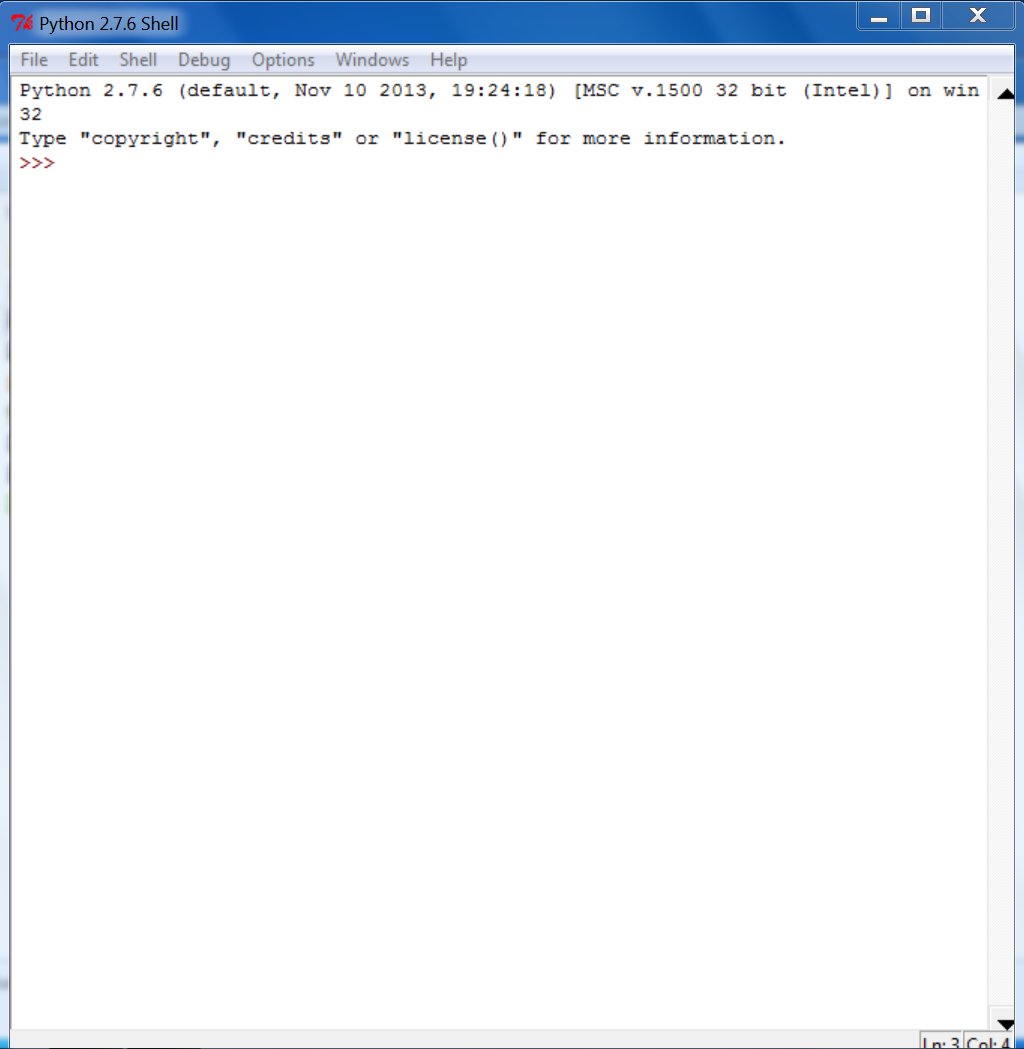 Python 2.7.6 Shell
File Edit Shell Debug Options Windows Help
Python 2.7.6 (default, Nov 10 2013, 19:24:18) [MSC v.1500 32 bit (Intel)] on win
32
Type "copyright", "credits" or "license()" for more information.
>>>
Ln: 3 Col: 4